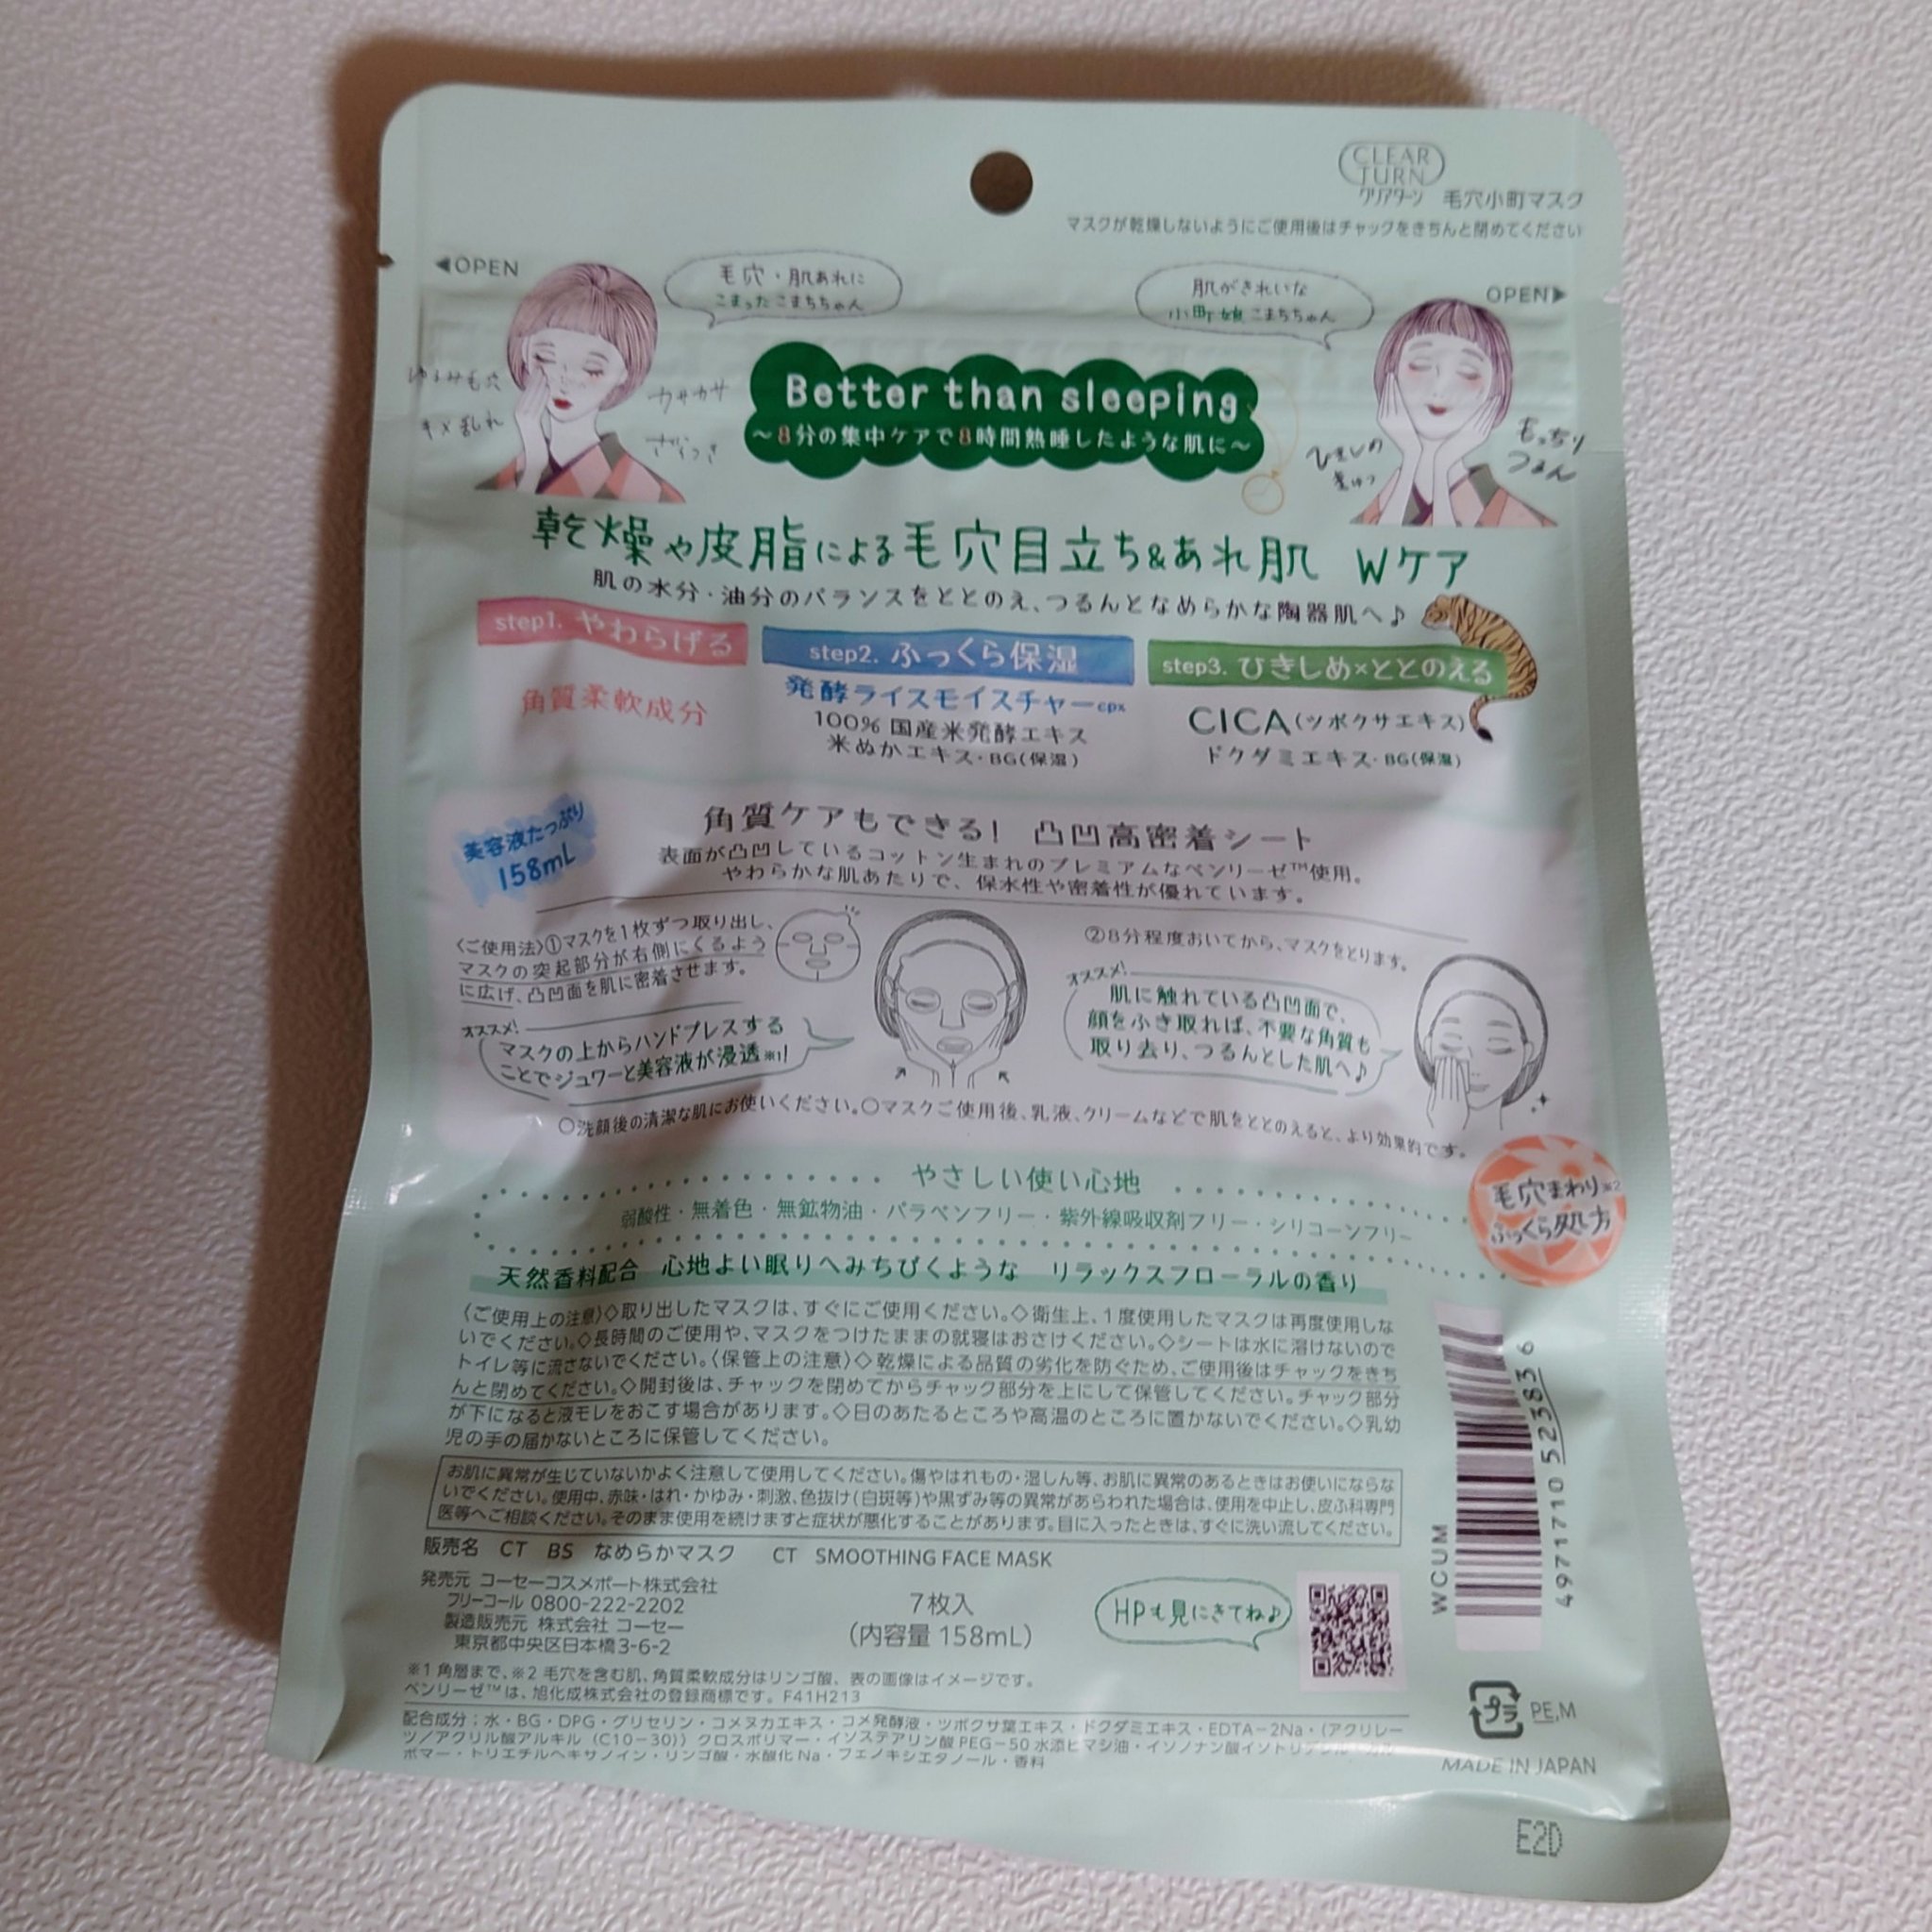 CLEAR
TURN
クリアターン 毛穴小町マスク
マスクが乾燥しないようにご使用後はチャックをきちんと閉めてください
◀OPEN
OPEN▶
毛穴・肌あれに
こまった こまちちゃん
肌がきれいな
小町娘 こまちちゃん
ゆるみ毛穴
キメ乱れ
カサカサ
ざらつき
Better than sleeping
～8分の集中ケアで8時間熟睡したような肌に～
もっちり
つるん
乾燥や皮脂による毛穴目立ち&あれ肌 Wケア
肌の水分・油分のバランスをととのえ、つるんとなめらかな陶器肌へ♪
step1. やわらげる
角質柔軟成分
step2. ふっくら保湿
発酵ライスモイスチャーcpx
100% 国産米発酵エキス
米ぬかエキス・BG(保湿)
step3. ひきしめ×ととのえる
CICA(ツボクサエキス)
ドクダミエキス・BG(保湿)
美容液たっぷり
158mL
角質ケアもできる! 凸凹高密着シート
表面が凸凹しているコットン生まれのプレミアムなベンリーゼ™使用。
やわらかな肌あたりで、保水性や密着性が優れています。
〈ご使用法〉①マスクを1枚ずつ取り出し、
マスクの突起部分が右側にくるよう
に広げ、凸凹面を肌に密着させます。
オススメ!
マスクの上からハンドプレスする
ことでジュワーと美容液が浸透※1!
②8分程度おいてから、マスクをとります。
オススメ!
肌に触れている凸凹面で、
顔をふき取れば、不要な角質も
取り去り、つるんとした肌へ♪
○洗顔後の清潔な肌にお使いください。○マスクご使用後、乳液、クリームなどで肌をととのえると、より効果的です。
やさしい使い心地
弱酸性・無着色・無鉱物油・パラベンフリー・紫外線吸収剤フリー・シリコーンフリー
毛穴まわり※2
ふっくら処方
天然香料配合 心地よい眠りへみちびくような リラックスフローラルの香り
〈ご使用上の注意〉◇取り出したマスクは、すぐにご使用ください。◇衛生上、1度使用したマスクは再度使用しな
いでください。◇長時間のご使用や、マスクをつけたままの就寝はおさけください。◇シートは水に溶けないので
トイレ等に流さないでください。〈保管上の注意〉◇乾燥による品質の劣化を防ぐため、ご使用後はチャックをきち
んと閉めてください。◇開封後は、チャックを閉めてからチャック部分を上にして保管してください。チャック部分
が下になると液モレをおこす場合があります。◇日のあたるところや高温のところに置かないでください。◇乳幼
児の手の届かないところに保管してください。
お肌に異常が生じていないかよく注意して使用してください。傷やはれもの・湿しん等、お肌に異常のあるときはお使いにならな
いでください。使用中、赤味・はれ・かゆみ・刺激、色抜け(白斑等)や黒ずみ等の異常があらわれた場合は、使用を中止し、皮ふ科専門
医等へご相談ください。そのまま使用を続けますと症状が悪化することがあります。目に入ったときは、すぐに洗い流してください。
販売名 CT BS なめらかマスク CT SMOOTHING FACE MASK
発売元 コーセーコスメポート株式会社
フリーコール 0800-222-2202
製造販売元 株式会社 コーセー
東京都中央区日本橋3-6-2
7枚入
(内容量 158mL)
HPも見にきてね♪
WCUM
4971710 523836
※1 角層まで、※2 毛穴を含む肌、角質柔軟成分はリンゴ酸、表の画像はイメージです。
ベンリーゼ™は、旭化成株式会社の登録商標です。F41H213
配合成分:水・BG・DPG・グリセリン・コメヌカエキス・コメ発酵液・ツボクサ葉エキス・ドクダミエキス・EDTA-2Na・(アクリレー
ツ/アクリル酸アルキル (C10-30)) クロスポリマー・イソステアリン酸 PEG-50 水添ヒマシ油・イソノナン酸イソトリデシル・カル
ボマー・トリエチルヘキサノイン・リンゴ酸・水酸化Na・フェノキシエタノール・香料
プラ
PE,M
MADE IN JAPAN
E2D